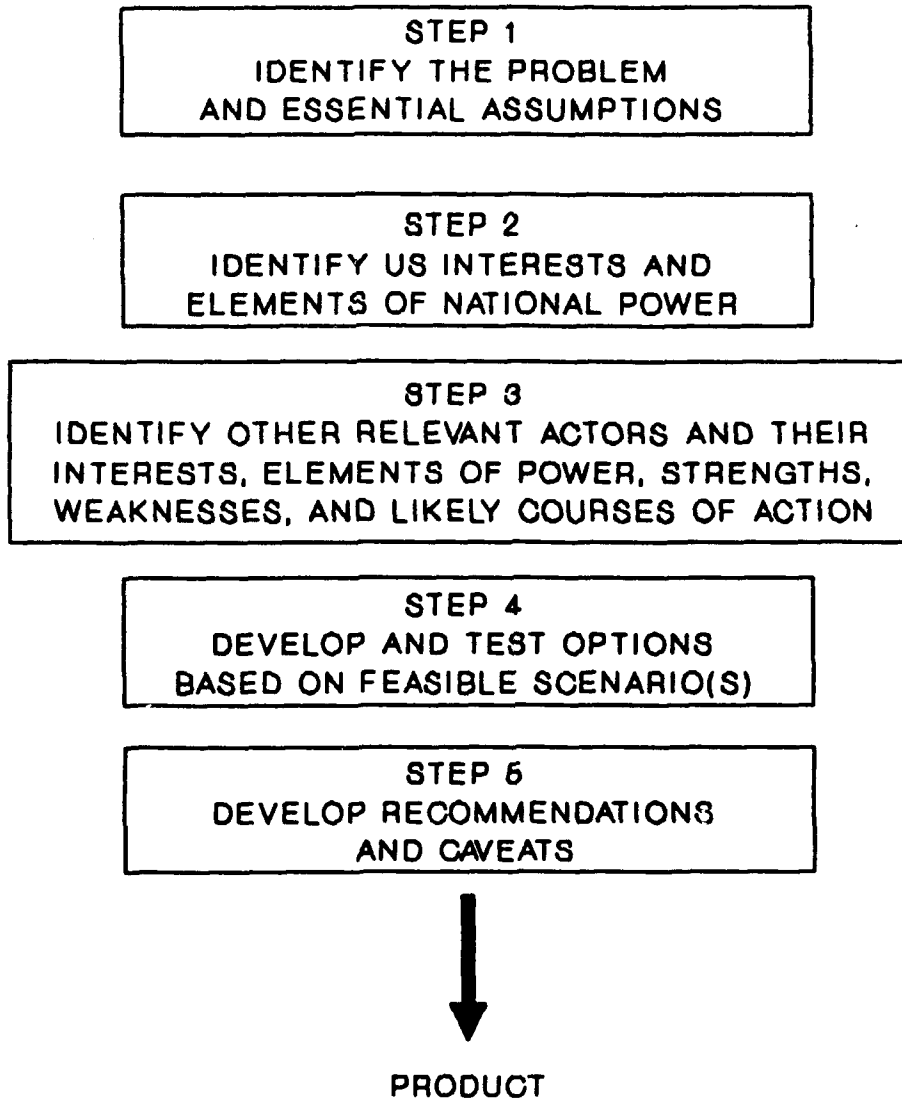 STEP 1
IDENTIFY THE PROBLEM
AND ESSENTIAL ASSUMPTIONS
STEP 2
IDENTIFY US INTERESTS AND
ELEMENTS OF NATIONAL POWER
STEP 3
IDENTIFY OTHER RELEVANT ACTORS AND THEIR
INTERESTS, ELEMENTS OF POWER, STRENGTHS,
WEAKNESSES, AND LIKELY COURSES OF ACTION
STEP 4
DEVELOP AND TEST OPTIONS
BASED ON FEASIBLE SCENARIO(S)
STEP 5
DEVELOP RECOMMENDATIONS
AND CAVEATS
PRODUCT